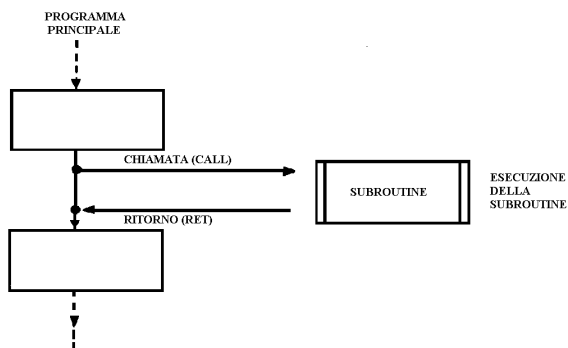 PROGRAMMA
PRINCIPALE
CHIAMATA (CALL)
SUBROUTINE
ESECUZIONE
DELLA
SUBROUTINE
RITORNO (RET)